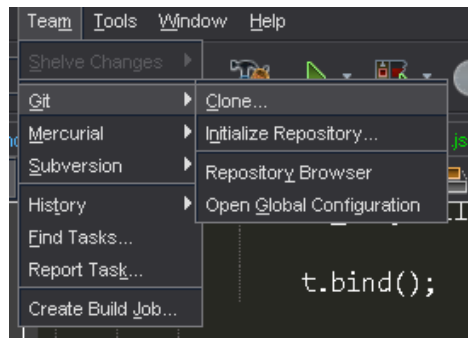 Team Tools Window Help
Shelve Changes
Git
Clone...
Mercurial
Initialize Repository...
.js
Subversion
Repository Browser
History
Open Global Configuration
Find Tasks...
Report Task...
t.bind();
Create Build Job...